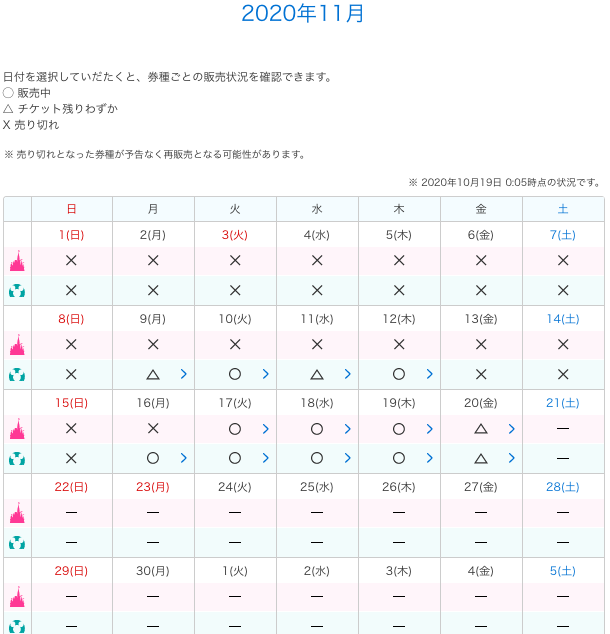 2020年11月
日付を選択していだたくと、券種ごとの販売状況を確認できます。
○ 販売中
△ チケット残りわずか
X 売り切れ
※ 売り切れとなった券種が予告なく再販売となる可能性があります。
※ 2020年10月19日 0:05時点の状況です。
日 月 火 水 木 金 土
1(日) 2(月) 3(火) 4(水) 5(木) 6(金) 7(土)
× × × × × × ×
× × × × × × ×
8(日) 9(月) 10(火) 11(水) 12(木) 13(金) 14(土)
× × × × × × ×
× △ ○ △ ○ × ×
15(日) 16(月) 17(火) 18(水) 19(木) 20(金) 21(土)
× × ○ ○ ○ △ —
× ○ ○ ○ ○ △ —
22(日) 23(月) 24(火) 25(水) 26(木) 27(金) 28(土)
— — — — — — —
— — — — — — —
29(日) 30(月) 1(火) 2(水) 3(木) 4(金) 5(土)
— — — — — — —
— — — — — — —